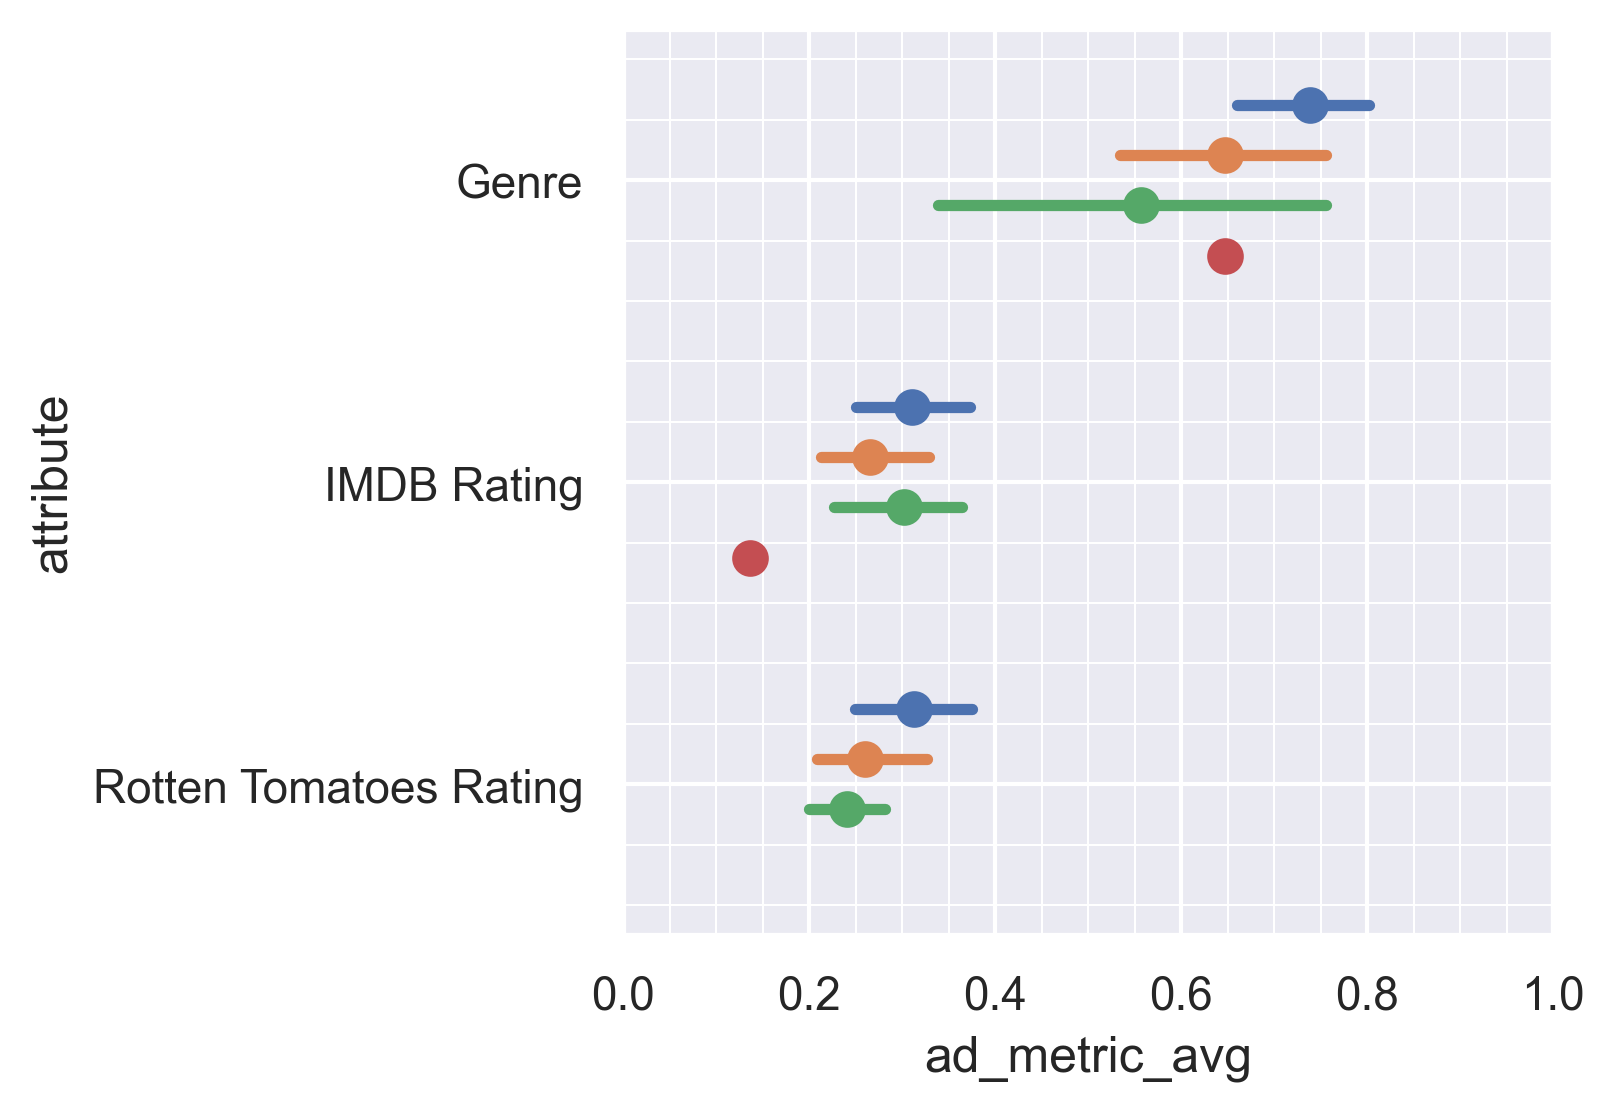 attribute
Genre
IMDB Rating
Rotten Tomatoes Rating
0.0 0.2 0.4 0.6 0.8 1.0
ad_metric_avg